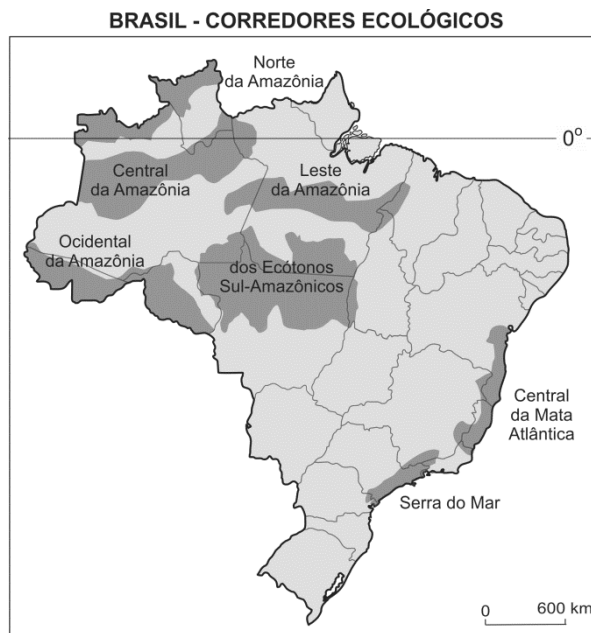 BRASIL - CORREDORES ECOLÓGICOS
Norte
da Amazônia
0º
Central
da Amazônia
Leste
da Amazônia
Ocidental
da Amazônia
dos Ecótonos
Sul-Amazônicos
Central
da Mata
Atlântica
Serra do Mar
0 600 km